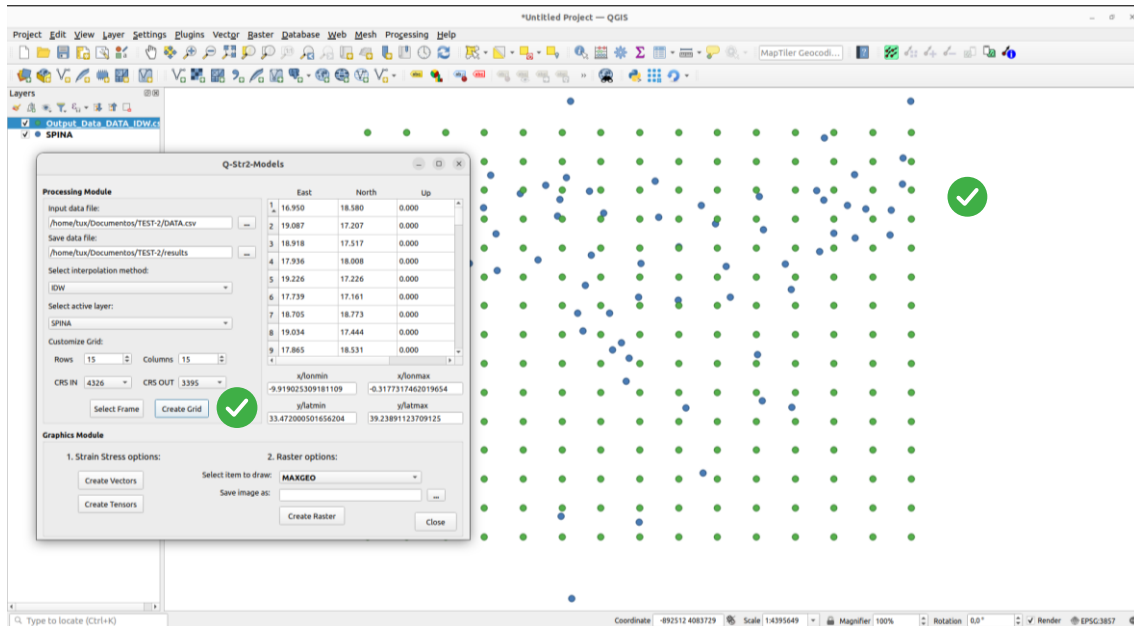 *Untitled Project — QGIS
Project Edit View Layer Settings Plugins Vector Raster Database Web Mesh Processing Help
MapTiler Geocodi...
Layers
Output_Data_DATA_IDW.cs
SPINA
Q-Str2-Models
Processing Module
Input data file:
/home/tux/Documentos/TEST-2/DATA.csv ...
Save data file:
/home/tux/Documentos/TEST-2/results ...
Select interpolation method:
IDW
Select active layer:
SPINA
Customize Grid:
Rows 15 Columns 15
CRS IN 4326 CRS OUT 3395
Select Frame Create Grid
East North Up
1 16.950 18.580 0.000
2 19.087 17.207 0.000
3 18.918 17.517 0.000
4 17.936 18.008 0.000
5 19.226 17.226 0.000
6 17.739 17.161 0.000
7 18.705 18.773 0.000
8 19.034 17.444 0.000
9 17.865 18.531 0.000
x/lonmin x/lonmax
-9.919025309181109 -0.3177317462019654
y/latmin y/latmax
33.472000501656204 39.23891123709125
Graphics Module
1. Strain Stress options:
Create Vectors
Create Tensors
2. Raster options:
Select item to draw: MAXGEO
Save image as: ...
Create Raster
Close
Type to locate (Ctrl+K)
Coordinate -892512 4083729 Scale 1:4395649 Magnifier 100% Rotation 0,0° Render EPSG:3857